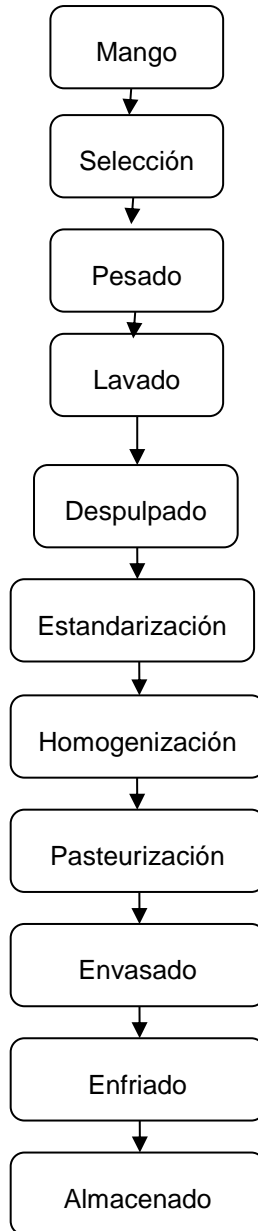 Mango
Selección
Pesado
Lavado
Despulpado
Estandarización
Homogenización
Pasteurización
Envasado
Enfriado
Almacenado